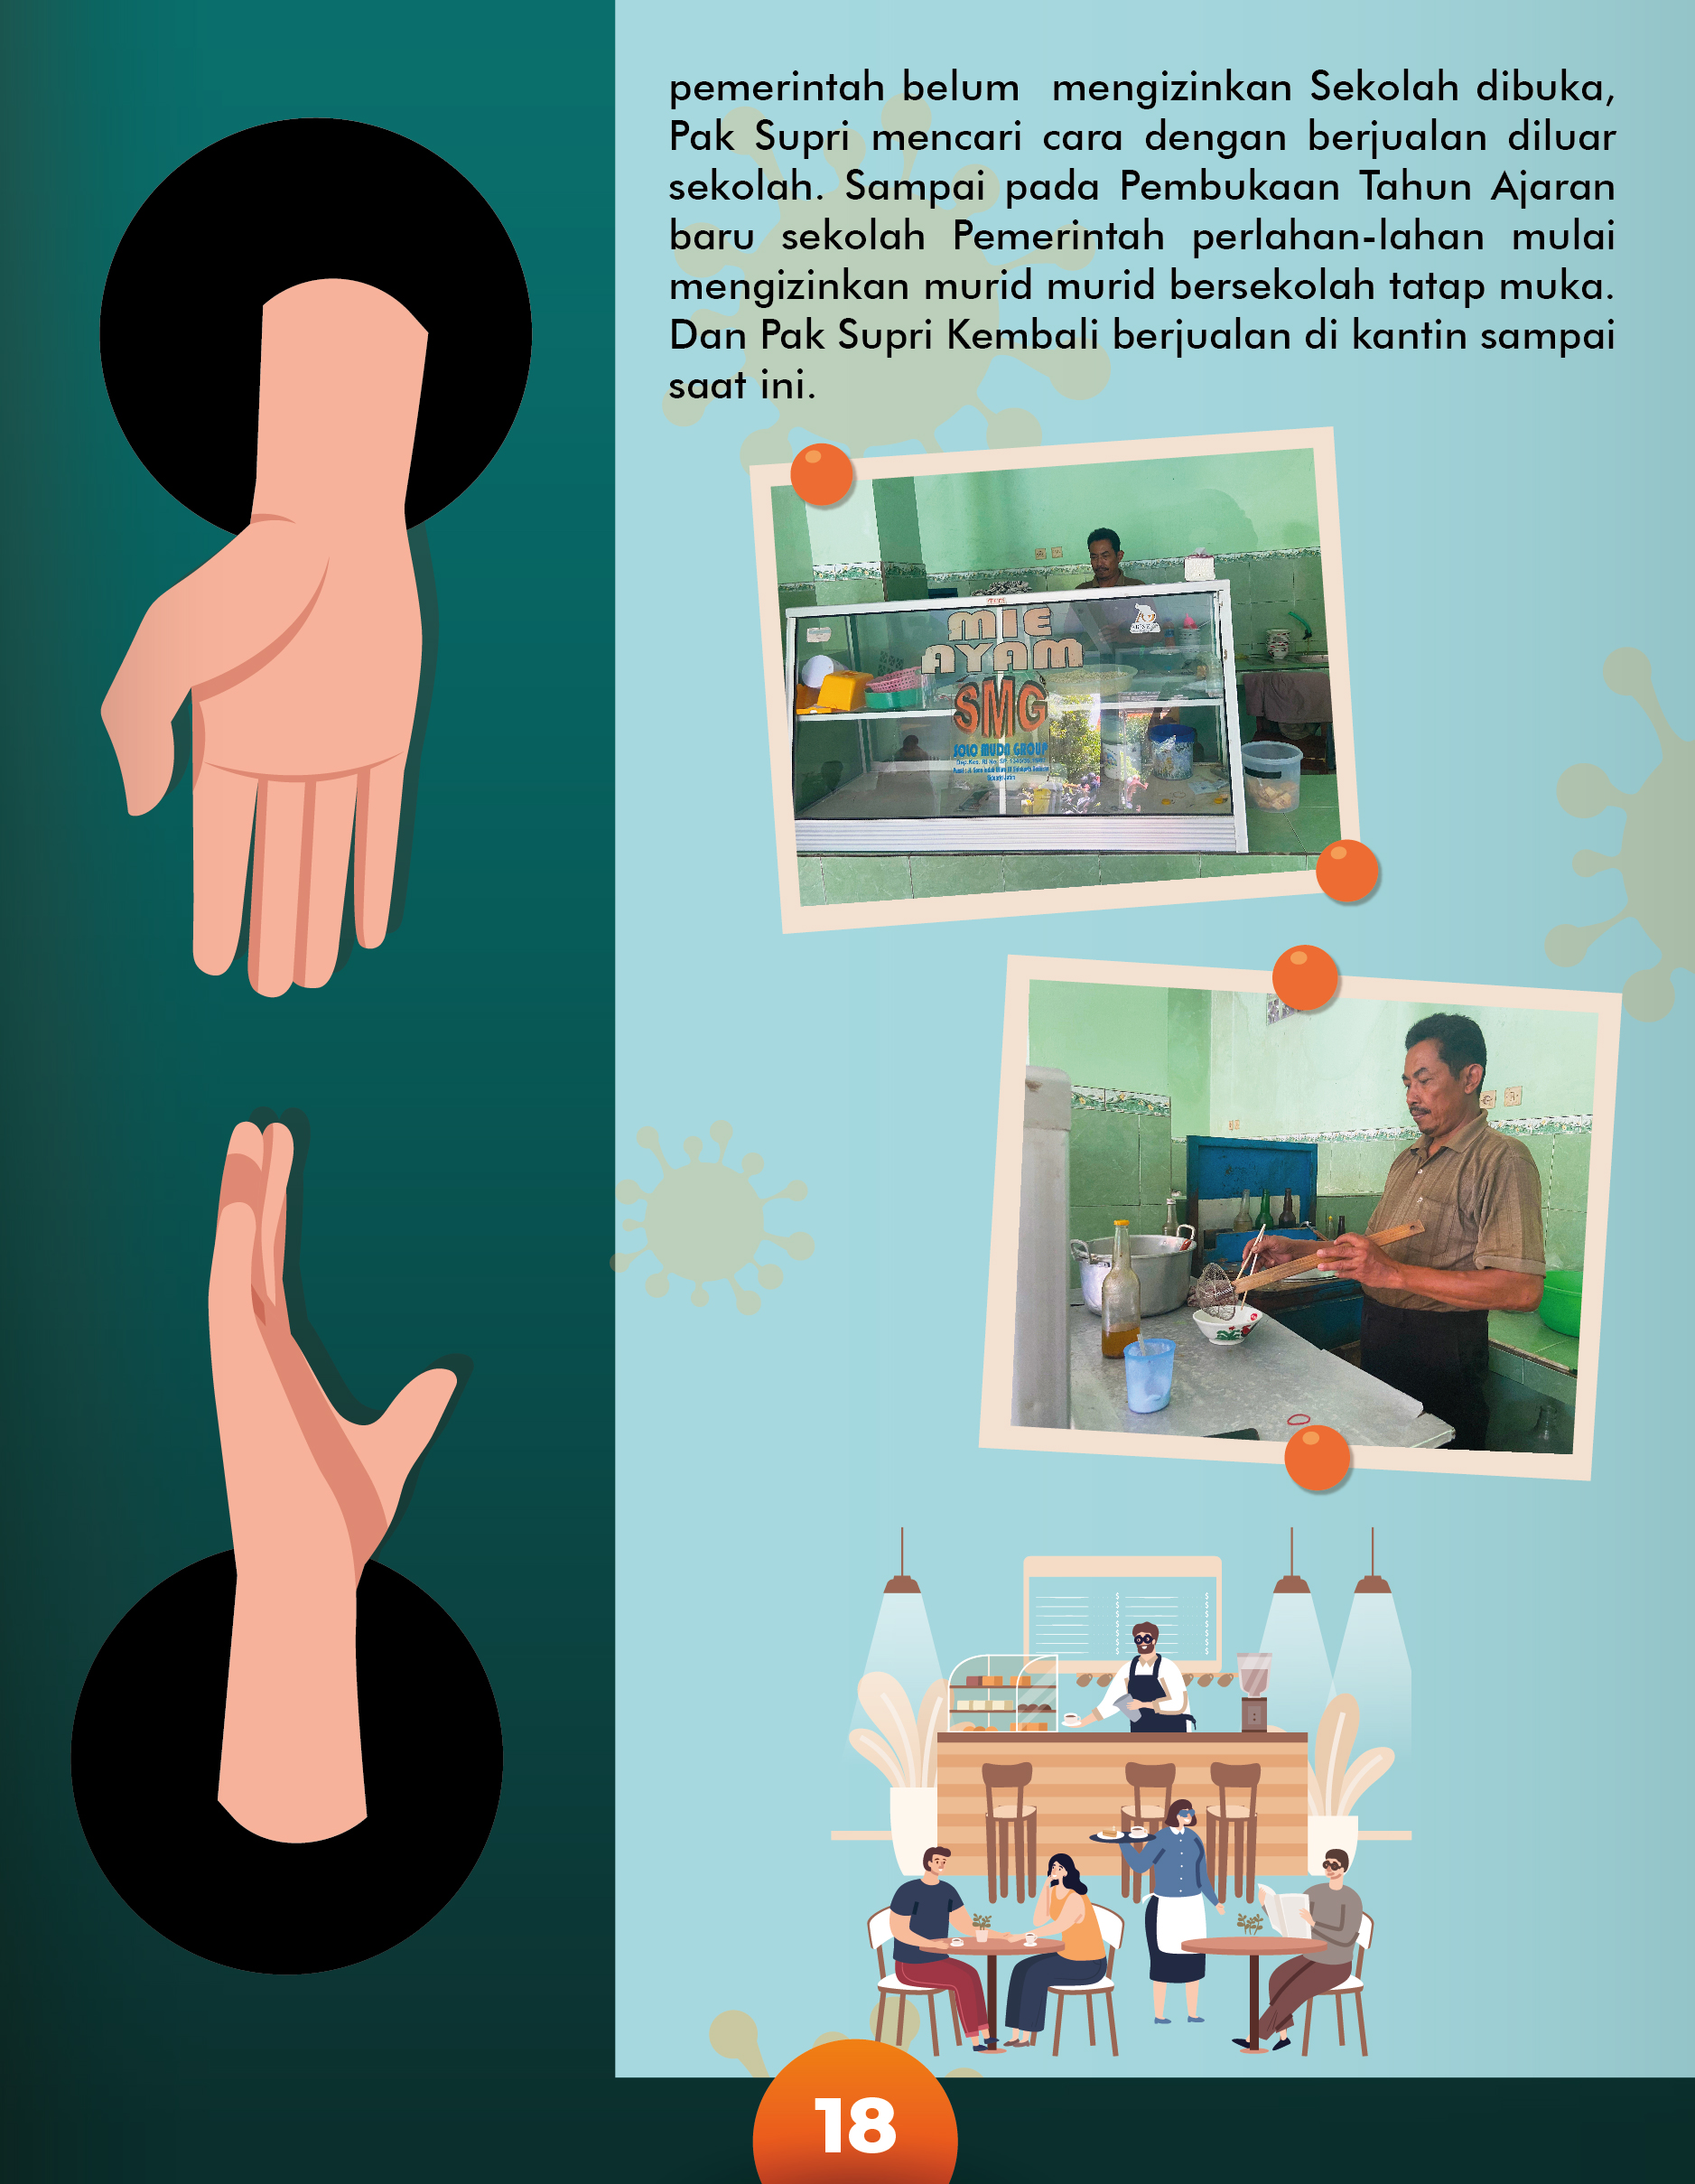 pemerintah belum  mengizinkan Sekolah dibuka,
Pak Supri mencari cara dengan berjualan diluar
sekolah. Sampai pada Pembukaan Tahun Ajaran
baru sekolah Pemerintah perlahan-lahan mulai
mengizinkan murid murid bersekolah tatap muka.
Dan Pak Supri Kembali berjualan di kantin sampai
saat ini.
MIE
AYAM
SMG
SOLO MUDA GROUP
18